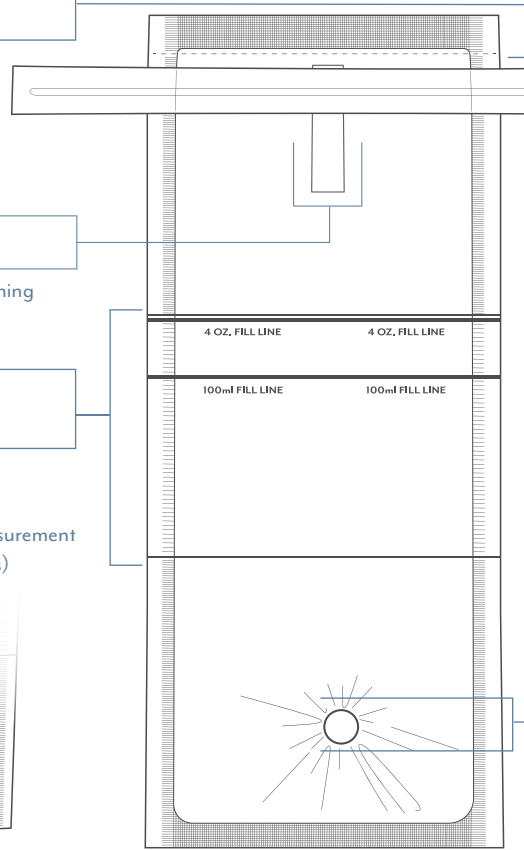 ning
4 OZ. FILL LINE 4 OZ. FILL LINE
100ml FILL LINE 100ml FILL LINE
surement
)